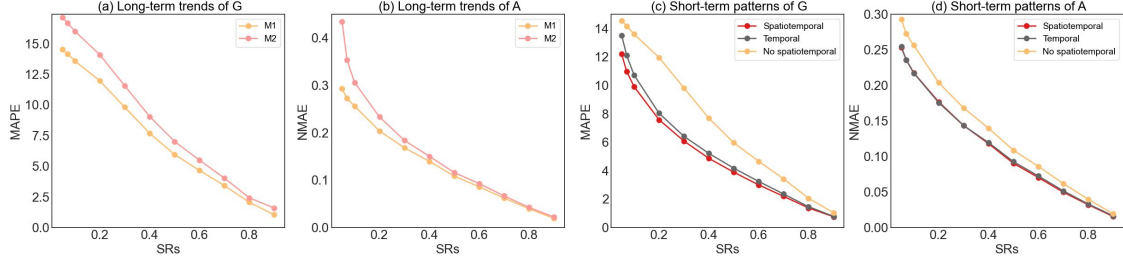 (a) Long-term trends of G
MAPE
15.0
12.5
10.0
7.5
5.0
2.5
0.0
0.2
0.4
0.6
0.8
SRs
M1
M2
(b) Long-term trends of A
NMAE
0.4
0.3
0.2
0.1
0.0
0.2
0.4
0.6
0.8
SRs
M1
M2
(c) Short-term patterns of G
MAPE
14
12
10
8
6
4
2
0
0.2
0.4
0.6
0.8
SRs
Spatiotemporal
Temporal
No spatiotemporal
(d) Short-term patterns of A
NMAE
0.30
0.25
0.20
0.15
0.10
0.05
0.00
0.2
0.4
0.6
0.8
SRs
Spatiotemporal
Temporal
No spatiotemporal